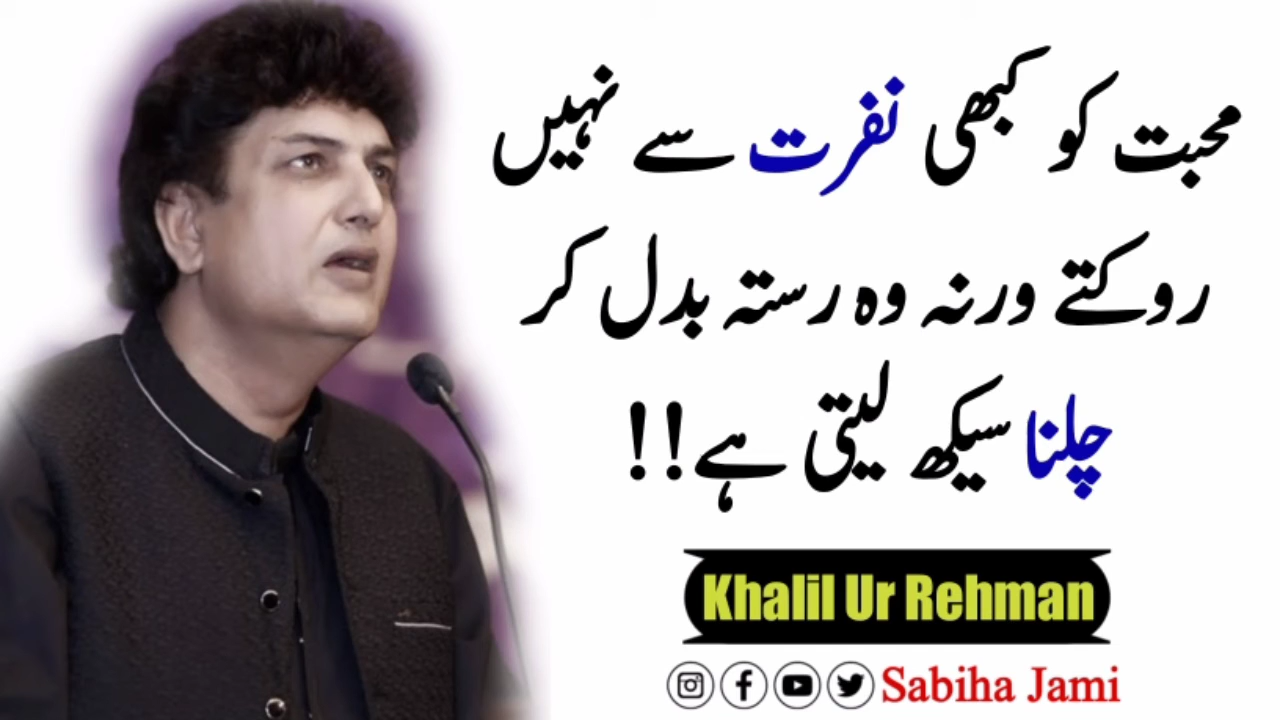 محبت کو کبھی نفرت سے نہیں
روکتے ورنہ وہ رستہ بدل کر
چلنا سیکھ لیتی ہے!!
Khalil Ur Rehman
Sabiha Jami